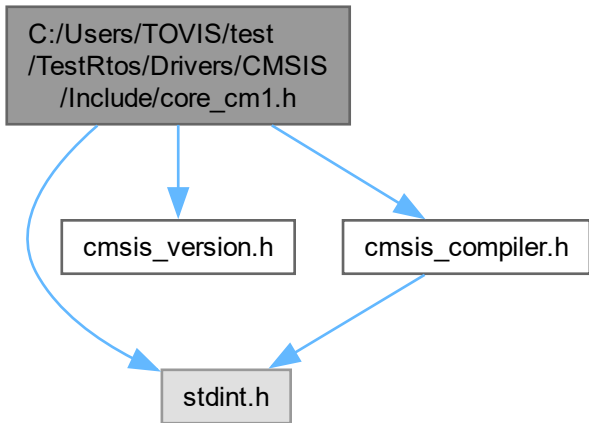 C:/Users/TOVIS/test
/TestRtos/Drivers/CMSIS
/Include/core_cm1.h
cmsis_version.h
cmsis_compiler.h
stdint.h